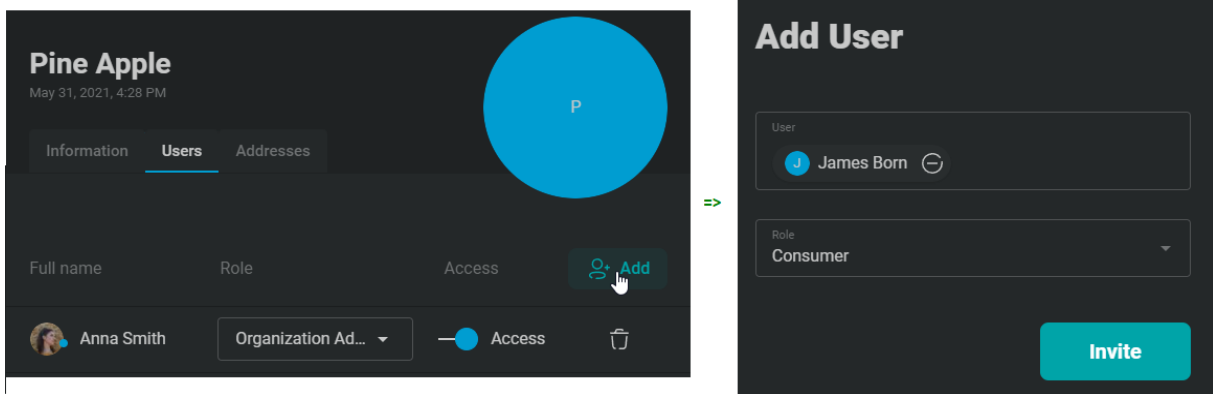 Pine Apple
May 31, 2021, 4:28 PM
P
Information Users Addresses
Full name Role Access Add
Anna Smith Organization Ad... Access
=>
Add User
User
J James Born
Role
Consumer
Invite